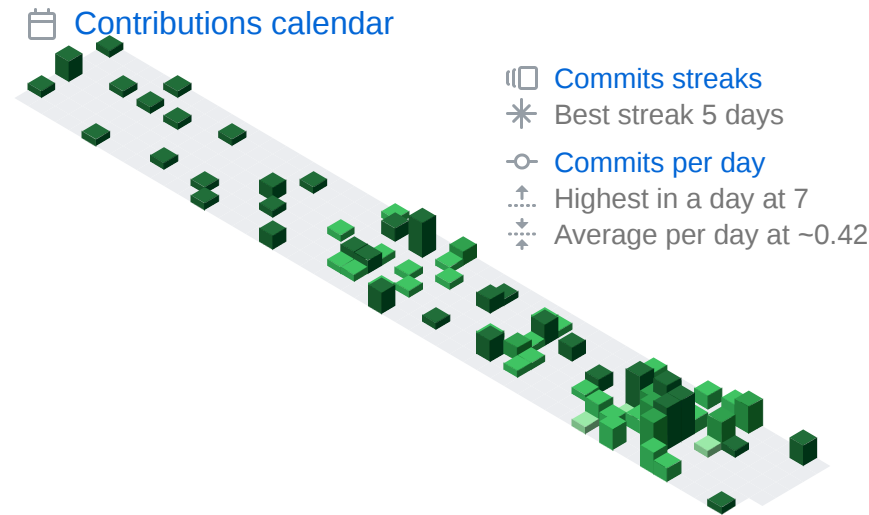 Contributions calendar
Commits streaks
Best streak 5 days
Commits per day
Highest in a day at 7
Average per day at ~0.42